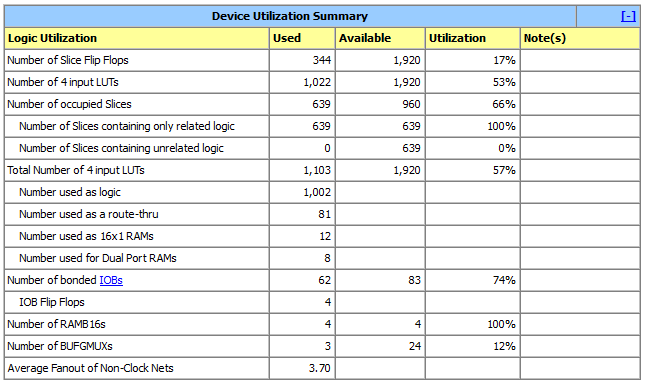 Device Utilization Summary [-]
Logic Utilization Used Available Utilization Note(s)
Number of Slice Flip Flops 344 1,920 17%
Number of 4 input LUTs 1,022 1,920 53%
Number of occupied Slices 639 960 66%
Number of Slices containing only related logic 639 639 100%
Number of Slices containing unrelated logic 0 639 0%
Total Number of 4 input LUTs 1,103 1,920 57%
Number used as logic 1,002
Number used as a route-thru 81
Number used as 16x1 RAMs 12
Number used for Dual Port RAMs 8
Number of bonded IOBs 62 83 74%
IOB Flip Flops 4
Number of RAMB16s 4 4 100%
Number of BUFGMUXs 3 24 12%
Average Fanout of Non-Clock Nets 3.70